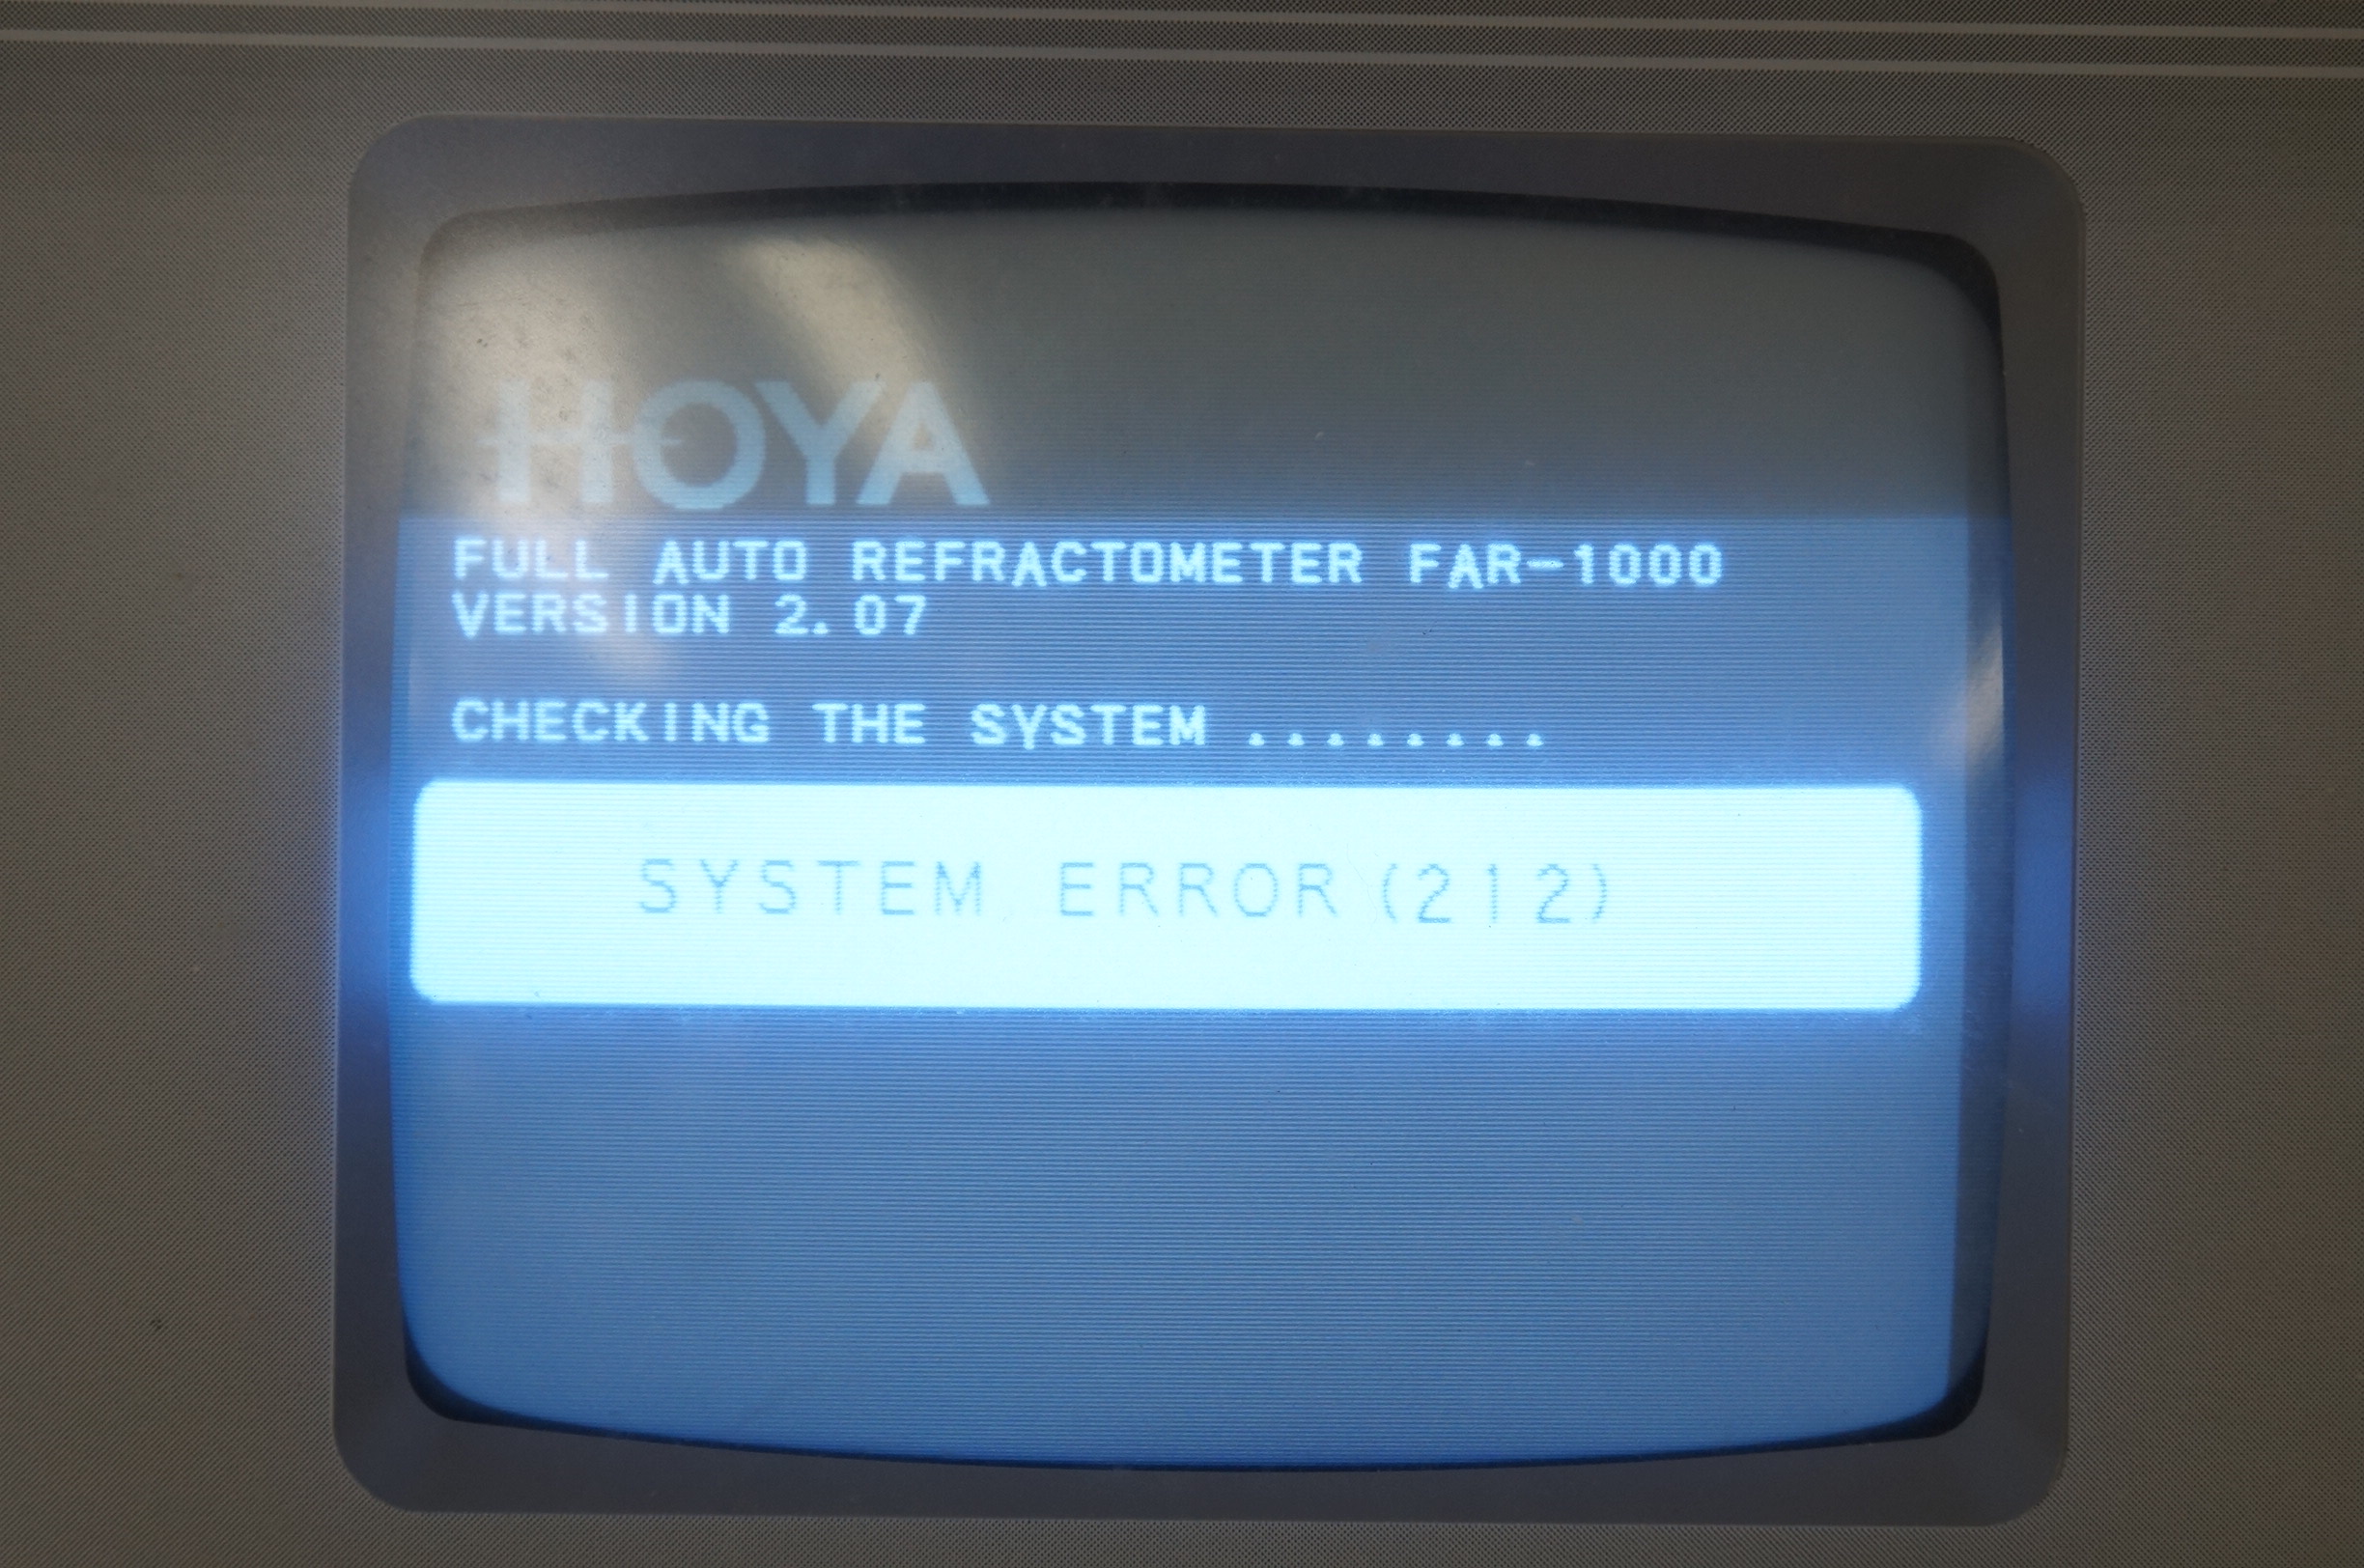 HOYA
FULL AUTO REFRACTOMETER FAR-1000
VERSION 2.07
CHECKING THE SYSTEM ........
SYSTEM ERROR(212)